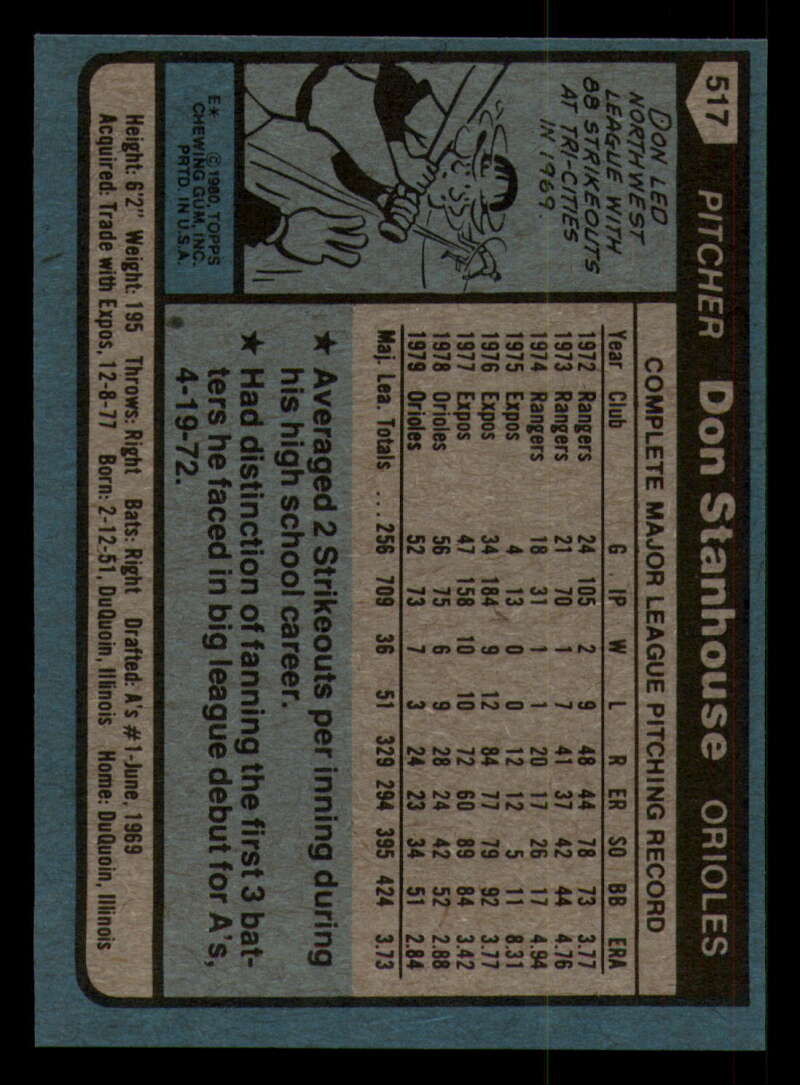 517 PITCHER Don Stanhouse ORIOLES
DON LED
NORTHWEST
LEAGUE WITH
88 STRIKEOUTS
AT TRI-CITIES
IN 1969.
E* © 1980, TOPPS
CHEWING GUM, INC.
PRTD. IN U.S.A.
COMPLETE MAJOR LEAGUE PITCHING RECORD
Year Club G IP W L R ER SO BB ERA
1972 Rangers 24 105 2 9 48 44 78 73 3.77
1973 Rangers 21 70 1 7 41 37 42 44 4.76
1974 Rangers 18 31 1 1 20 17 26 17 4.94
1975 Expos 4 13 0 0 12 12 5 11 8.31
1976 Expos 34 184 9 12 84 77 79 92 3.77
1977 Expos 47 158 10 10 72 60 89 84 3.42
1978 Orioles 56 75 6 9 28 24 42 52 2.88
1979 Orioles 52 73 7 3 24 23 34 51 2.84
Maj. Lea. Totals ... 256 709 36 51 329 294 395 424 3.73
★ Averaged 2 Strikeouts per inning during
his high school career.
★ Had distinction of fanning the first 3 bat-
ters he faced in big league debut for A's,
4-19-72.
Height: 6'2" Weight: 195 Throws: Right Bats: Right Drafted: A's #1-June, 1969
Acquired: Trade with Expos, 12-8-77 Born: 2-12-51, DuQuoin, Illinois Home: DuQuoin, Illinois